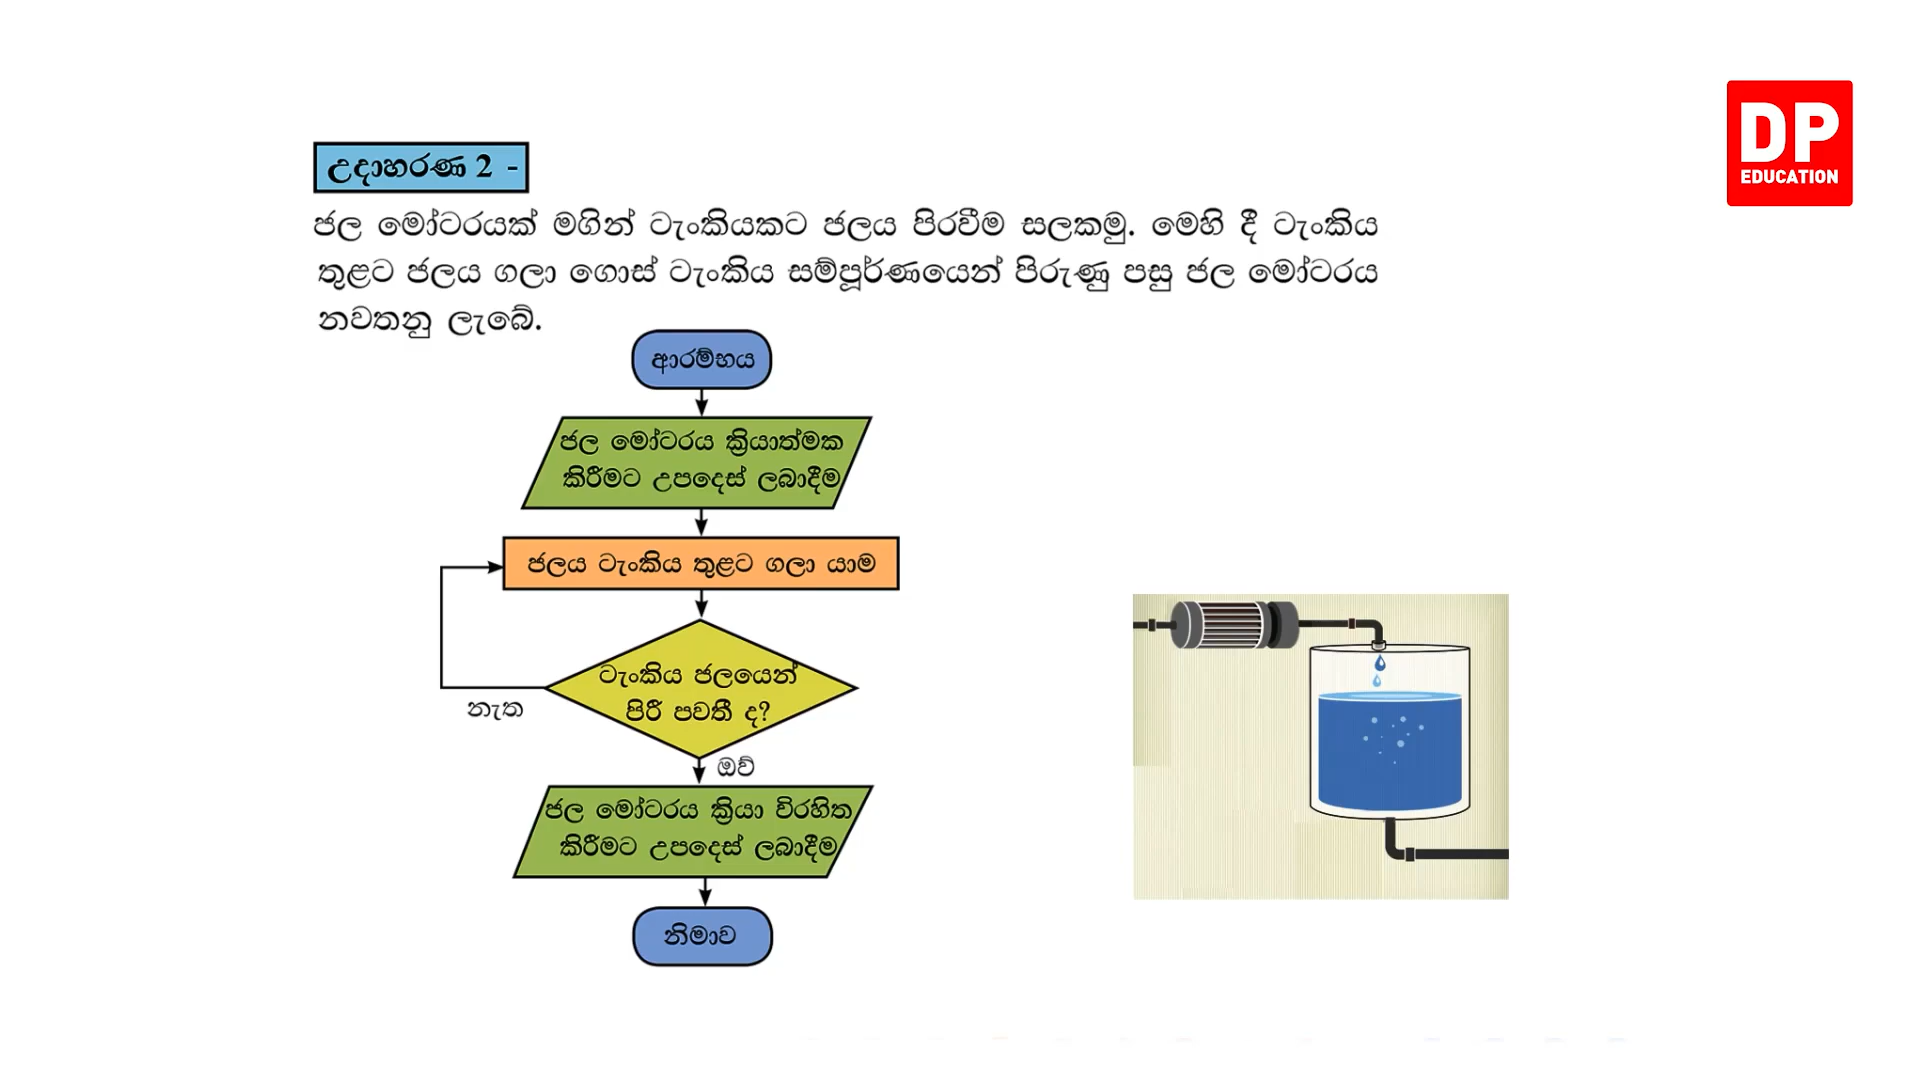 DP
EDUCATION
උදාහරණ 2 -
ජල මෝටරයක් මගින් ටැංකියකට ජලය පිරවීම සලකමු. මෙහි දී ටැංකිය
තුළට ජලය ගලා ගොස් ටැංකිය සම්පූර්ණයෙන් පිරුණු පසු ජල මෝටරය
නවතනු ලැබේ.
ආරම්භය
ජල මෝටරය ක්‍රියාත්මක
කිරීමට උපදෙස් ලබාදීම
ජලය ටැංකිය තුළට ගලා යාම
ටැංකිය ජලයෙන්
පිරී පවතී ද?
නැත
ඔව්
ජල මෝටරය ක්‍රියා විරහිත
කිරීමට උපදෙස් ලබාදීම
නිමාව